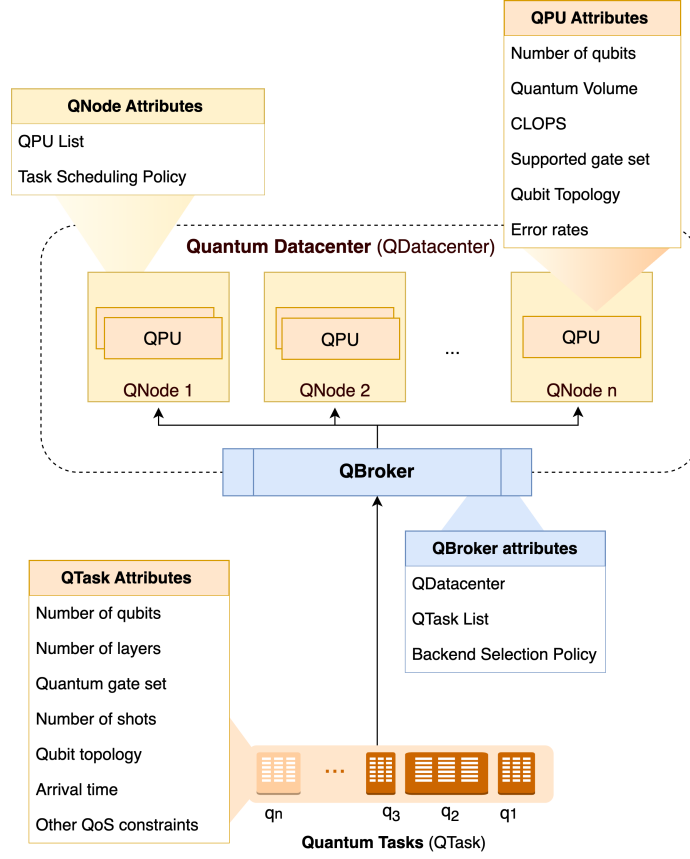 QPU Attributes
Number of qubits
Quantum Volume
CLOPS
Supported gate set
Qubit Topology
Error rates
QNode Attributes
QPU List
Task Scheduling Policy
Quantum Datacenter (QDatacenter)
QPU
QPU
...
QPU
QNode 1
QNode 2
QNode n
QBroker
QBroker attributes
QDatacenter
QTask List
Backend Selection Policy
QTask Attributes
Number of qubits
Number of layers
Quantum gate set
Number of shots
Qubit topology
Arrival time
Other QoS constraints
...
qn
q3
q2
q1
Quantum Tasks (QTask)